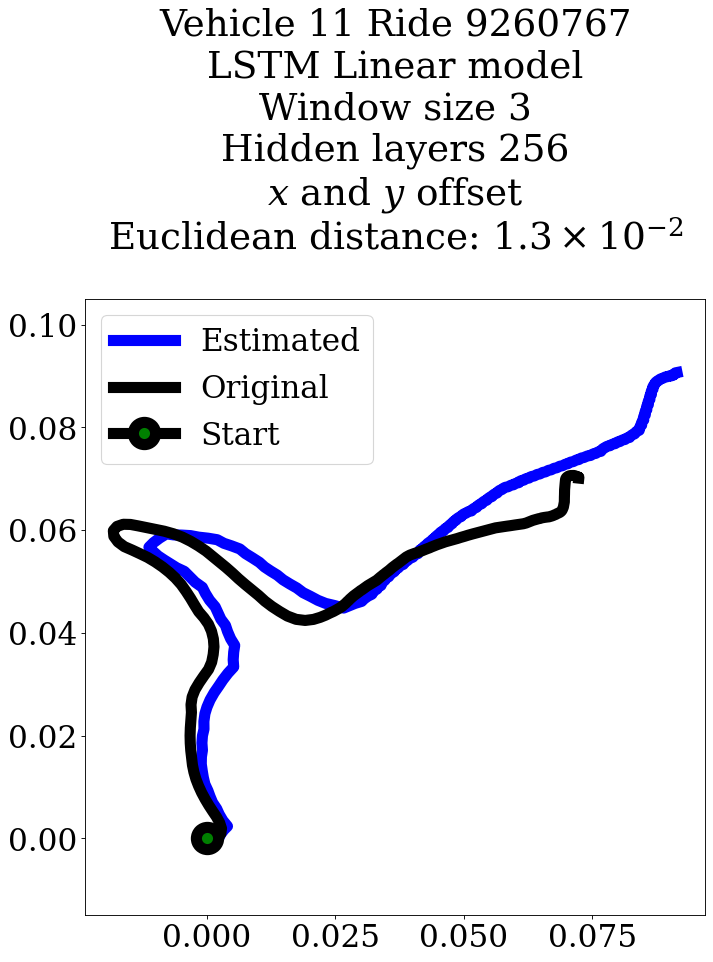 Vehicle 11 Ride 9260767
LSTM Linear model
Window size 3
Hidden layers 256
x and y offset
Euclidean distance: 1.3 × 10⁻²
Estimated
Original
Start
0.10
0.08
0.06
0.04
0.02
0.00
0.000 0.025 0.050 0.075